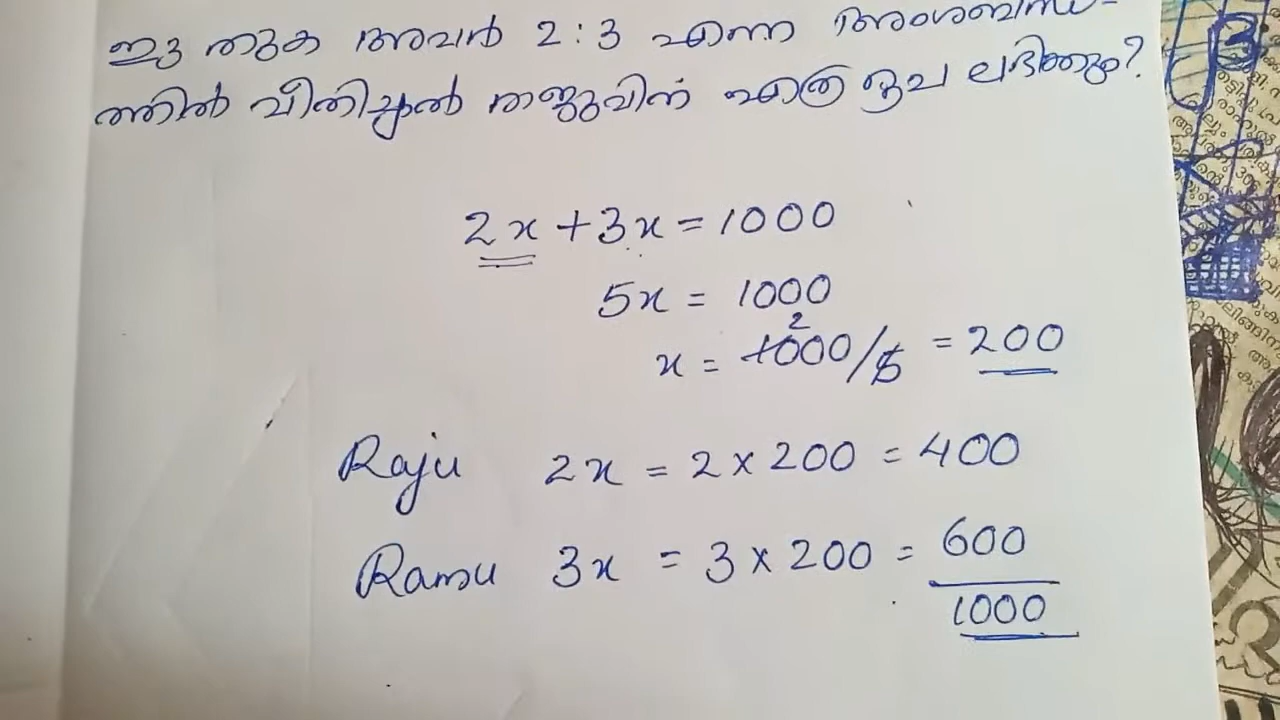 ഈ തുക അവർ 2:3 എന്ന അംശബന്ധ-
ത്തിൽ വീതിച്ചാൽ രാജുവിന് എത്ര രൂപ ലഭിക്കും?
2x + 3x = 1000
5x = 1000
2
x = 1000/5 = 200
Raju 2x = 2 x 200 = 400
Ramu 3x = 3 x 200 = 600
1000